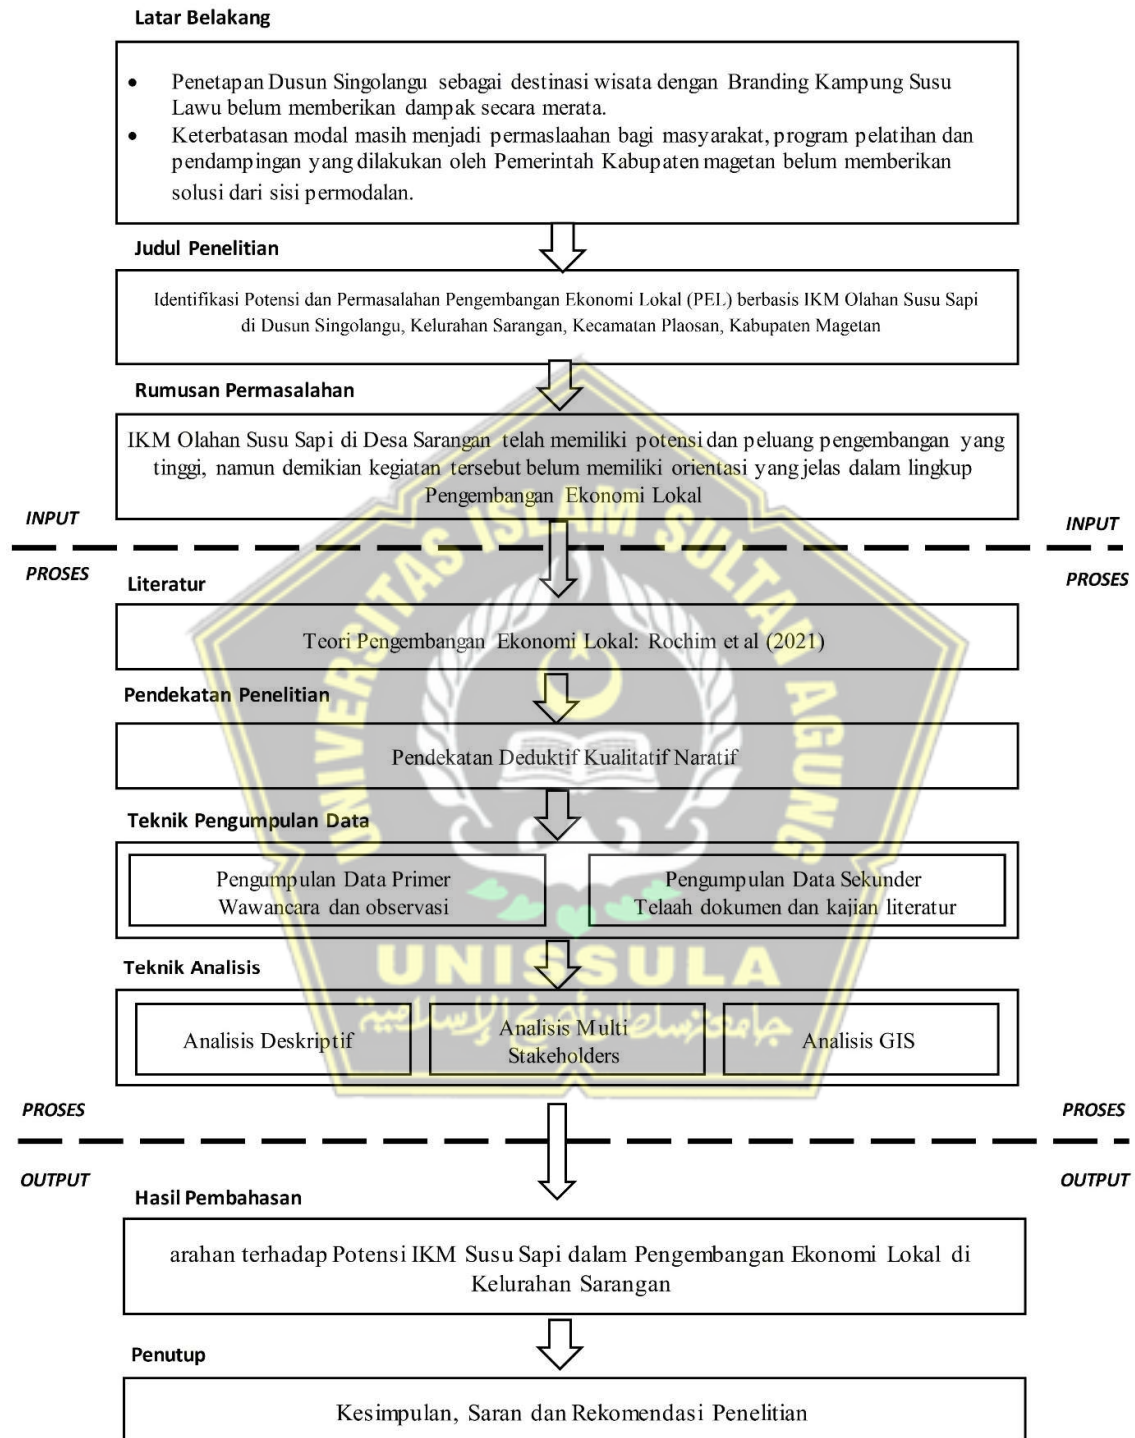 Latar Belakang
• Penetapan Dusun Singolangu sebagai destinasi wisata dengan Branding Kampung Susu
Lawu belum memberikan dampak secara merata.
• Keterbatasan modal masih menjadi permaslaahan bagi masyarakat, program pelatihan dan
pendampingan yang dilakukan oleh Pemerintah Kabupaten magetan belum memberikan
solusi dari sisi permodalan.
Judul Penelitian
Identifikasi Potensi dan Permasalahan Pengembangan Ekonomi Lokal (PEL) berbasis IKM Olahan Susu Sapi
di Dusun Singolangu, Kelurahan Sarangan, Kecamatan Plaosan, Kabupaten Magetan
Rumusan Permasalahan
IKM Olahan Susu Sapi di Desa Sarangan telah memiliki potensi dan peluang pengembangan yang
tinggi, namun demikian kegiatan tersebut belum memiliki orientasi yang jelas dalam lingkup
Pengembangan Ekonomi Lokal
INPUT
INPUT
PROSES
PROSES
UNIVERSITAS ISLAM SULTAN AGUNG
Literatur
Teori Pengembangan Ekonomi Lokal: Rochim et al (2021)
Pendekatan Penelitian
Pendekatan Deduktif Kualitatif Naratif
Teknik Pengumpulan Data
Pengumpulan Data Primer
Wawancara dan observasi
Pengumpulan Data Sekunder
Telaah dokumen dan kajian literatur
UNISSULA
جامعة سلطان أجونج الإسلامية
Teknik Analisis
Analisis Deskriptif
Analisis Multi
Stakeholders
Analisis GIS
PROSES
PROSES
OUTPUT
OUTPUT
Hasil Pembahasan
arahan terhadap Potensi IKM Susu Sapi dalam Pengembangan Ekonomi Lokal di
Kelurahan Sarangan
Penutup
Kesimpulan, Saran dan Rekomendasi Penelitian